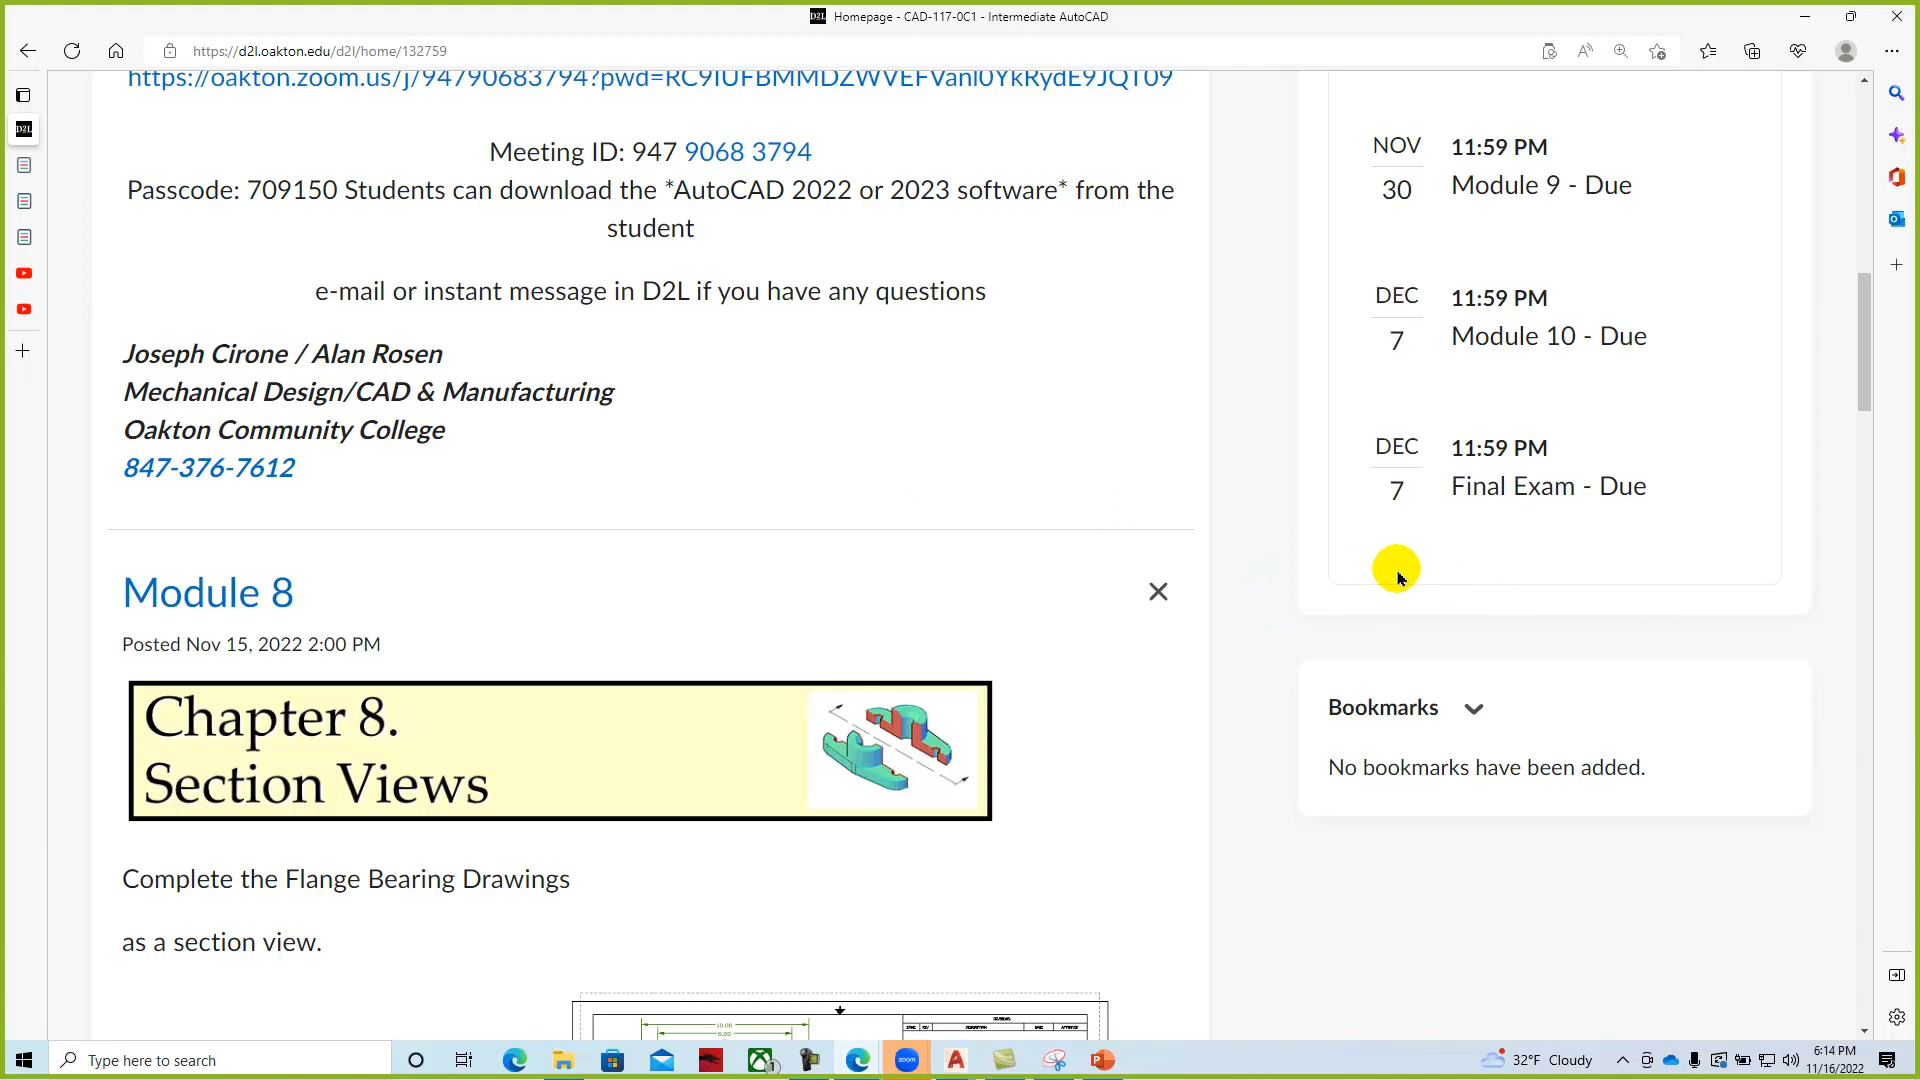 D2L Homepage - CAD-117-0C1 - Intermediate AutoCAD
https://d2l.oakton.edu/d2l/home/132759
Meeting ID: 947 9068 3794
Passcode: 709150 Students can download the *AutoCAD 2022 or 2023 software* from the
student
e-mail or instant message in D2L if you have any questions
Joseph Cirone / Alan Rosen
Mechanical Design/CAD & Manufacturing
Oakton Community College
847-376-7612
Module 8
Posted Nov 15, 2022 2:00 PM
Chapter 8.
Section Views
Complete the Flange Bearing Drawings
as a section view.
NOV
30
11:59 PM
Module 9 - Due
DEC
7
11:59 PM
Module 10 - Due
DEC
7
11:59 PM
Final Exam - Due
Bookmarks
No bookmarks have been added.
D2L
Type here to search
zoom
32°F Cloudy
6:14 PM
11/16/2022